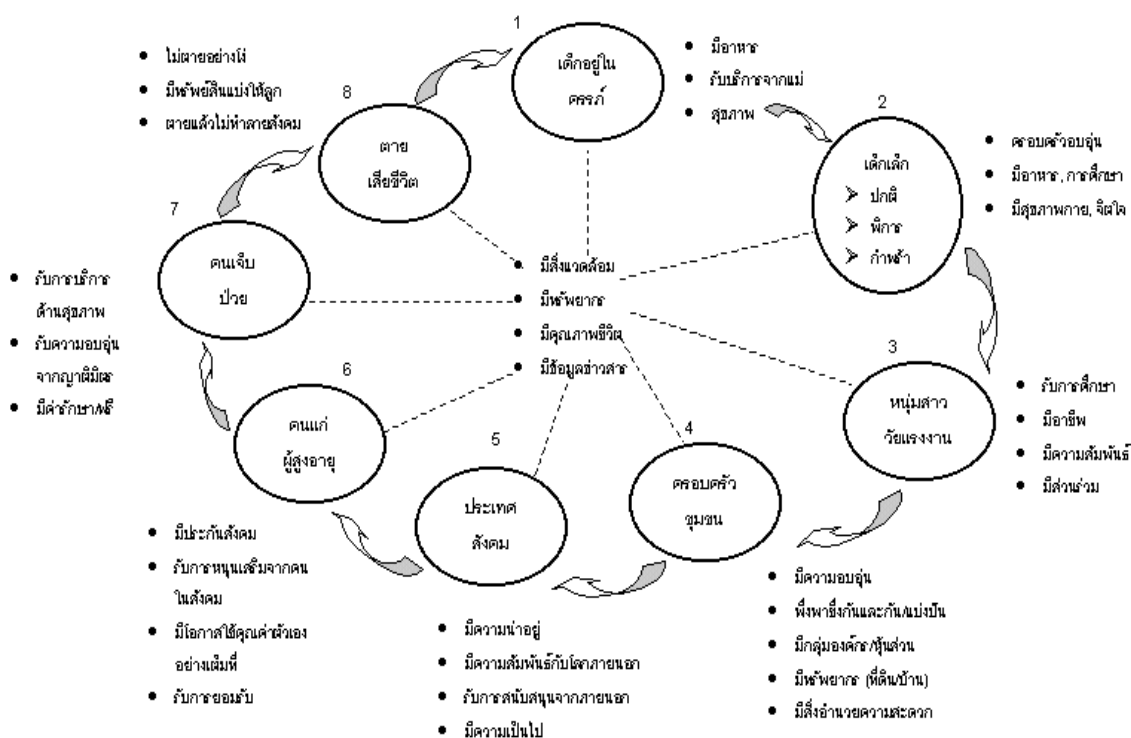 1
เด็กอยู่ใน
ครรภ์
• มีอาหาร
• รับบริการจากแม่
• สุขภาพ
2
เด็กเล็ก
➢ ปกติ
➢ พิการ
➢ กำพร้า
• ครอบครัวอบอุ่น
• มีอาหาร, การศึกษา
• มีสุขภาพกาย, จิตใจ
3
หนุ่มสาว
วัยแรงงาน
• รับการศึกษา
• มีอาชีพ
• มีความสัมพันธ์
• มีส่วนร่วม
4
ครอบครัว
ชุมชน
• มีความอบอุ่น
• พึ่งพาซึ่งกันและกัน/แบ่งปัน
• มีกลุ่มองค์กร/หุ้นส่วน
• มีทรัพยากร (ที่ดิน/บ้าน)
• มีสิ่งอำนวยความสะดวก
5
ประเทศ
สังคม
• มีความน่าอยู่
• มีความสัมพันธ์กับโลกภายนอก
• รับการสนับสนุนจากภายนอก
• มีความเป็นไป
6
คนแก่
ผู้สูงอายุ
• มีประกันสังคม
• รับการหนุนเสริมจากคน
ในสังคม
• มีโอกาสใช้คุณค่าตัวเอง
อย่างเต็มที่
• รับการยอมรับ
7
คนเจ็บ
ป่วย
• รับการบริการ
ด้านสุขภาพ
• รับความอบอุ่น
จากญาติมิตร
• มีค่ารักษา/ฟรี
8
ตาย
เสียชีวิต
• ไม่ตายอย่างโง่
• มีทรัพย์สินแบ่งให้ลูก
• ตายแล้วไม่ทำลายสังคม
• มีสิ่งแวดล้อม
• มีทรัพยากร
• มีคุณภาพชีวิต
• มีข้อมูลข่าวสาร